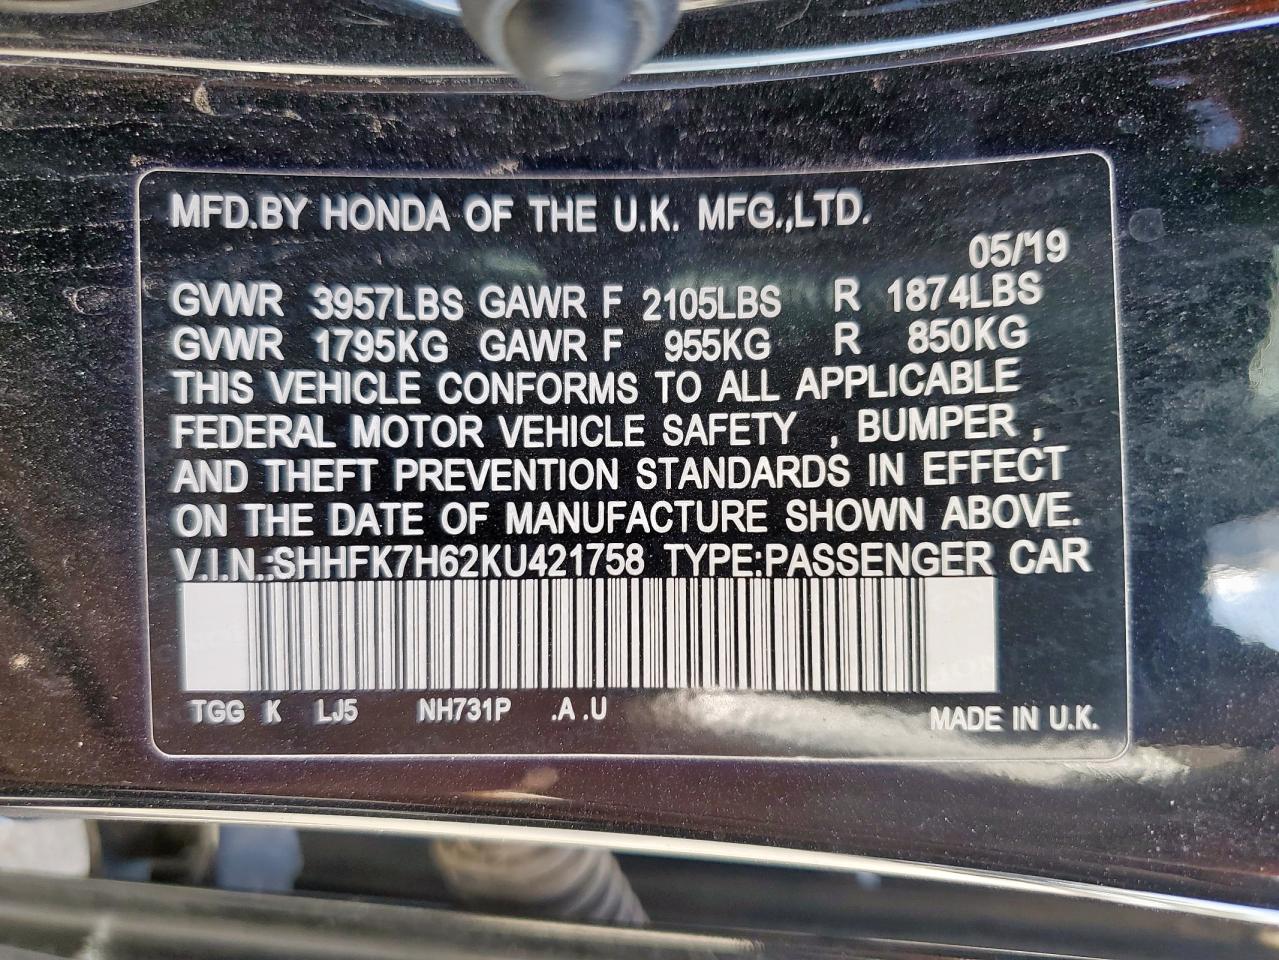 MFD.BY HONDA OF THE U.K. MFG.,LTD.
05/19
GVWR 3957LBS GAWR F 2105LBS R 1874LBS
GVWR 1795KG GAWR F 955KG R 850KG
THIS VEHICLE CONFORMS TO ALL APPLICABLE
FEDERAL MOTOR VEHICLE SAFETY , BUMPER ,
AND THEFT PREVENTION STANDARDS IN EFFECT
ON THE DATE OF MANUFACTURE SHOWN ABOVE.
V.I.N.:SHHFK7H62KU421758 TYPE:PASSENGER CAR
TGG K LJ5 NH731P .A .U
MADE IN U.K.